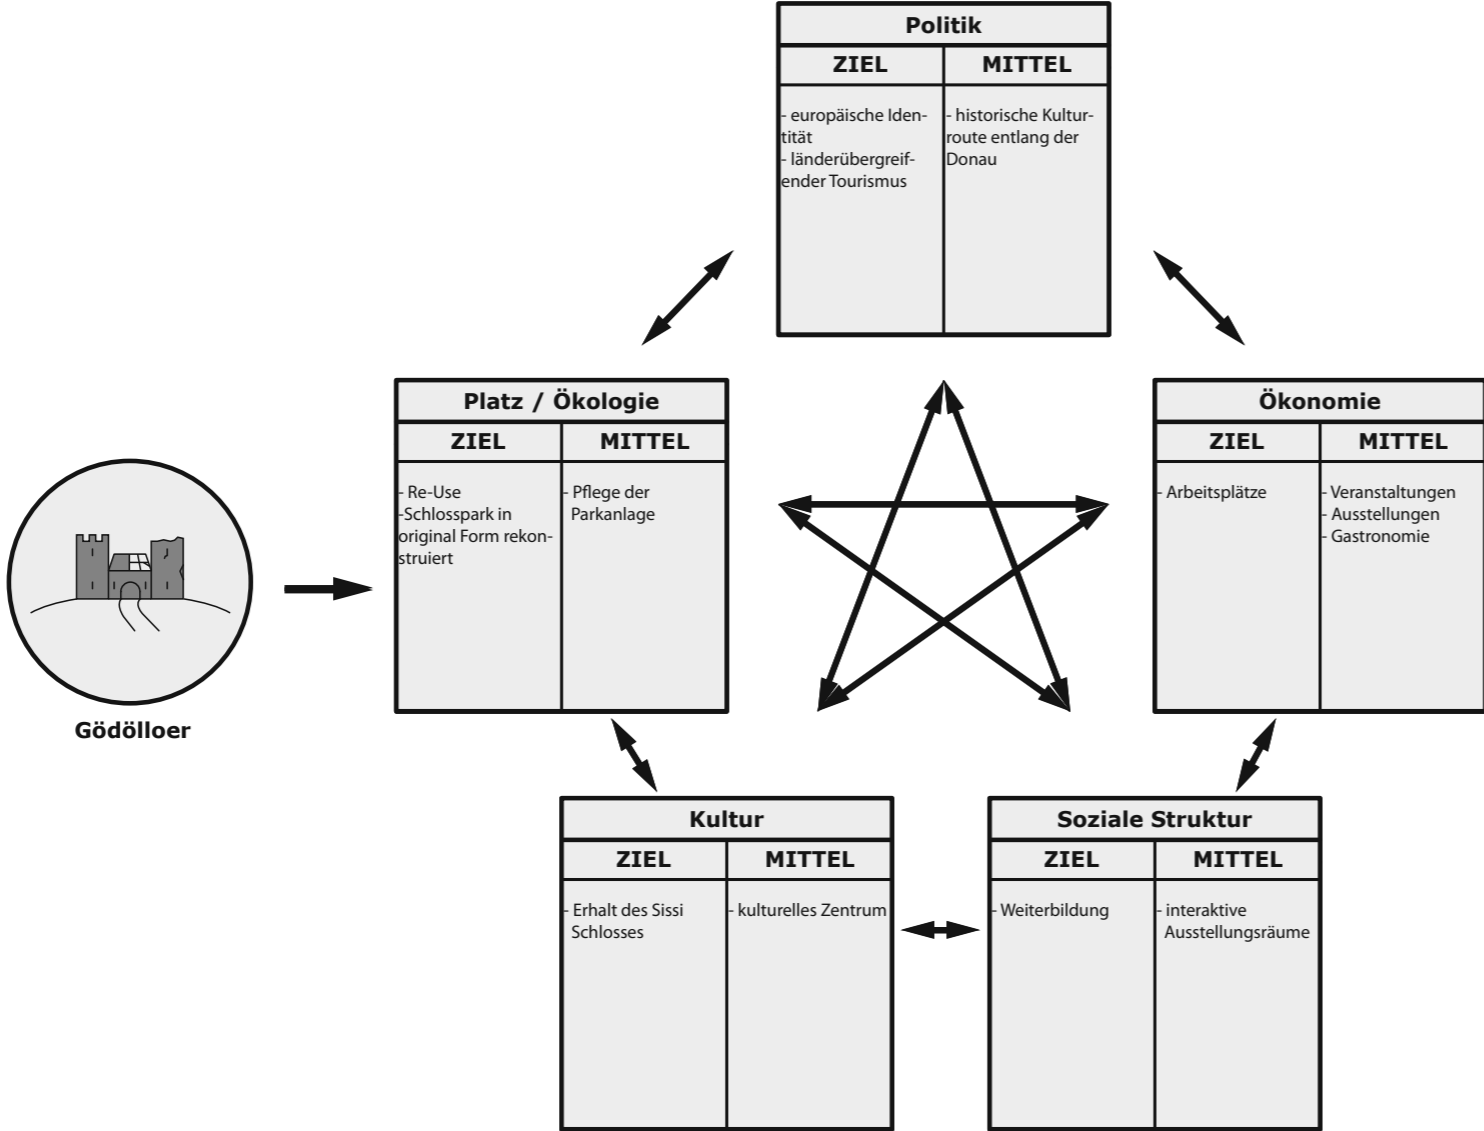 Politik
ZIEL
MITTEL
- europäische Iden-
tität
- länderübergreif-
ender Tourismus
- historische Kultur-
route entlang der
Donau
Platz / Ökologie
ZIEL
MITTEL
- Re-Use
-Schlosspark in
original Form rekon-
struiert
- Pflege der
Parkanlage
Ökonomie
ZIEL
MITTEL
- Arbeitsplätze
- Veranstaltungen
- Ausstellungen
- Gastronomie
Gödölloer
Kultur
ZIEL
MITTEL
- Erhalt des Sissi
Schlosses
- kulturelles Zentrum
Soziale Struktur
ZIEL
MITTEL
- Weiterbildung
- interaktive
Ausstellungsräume